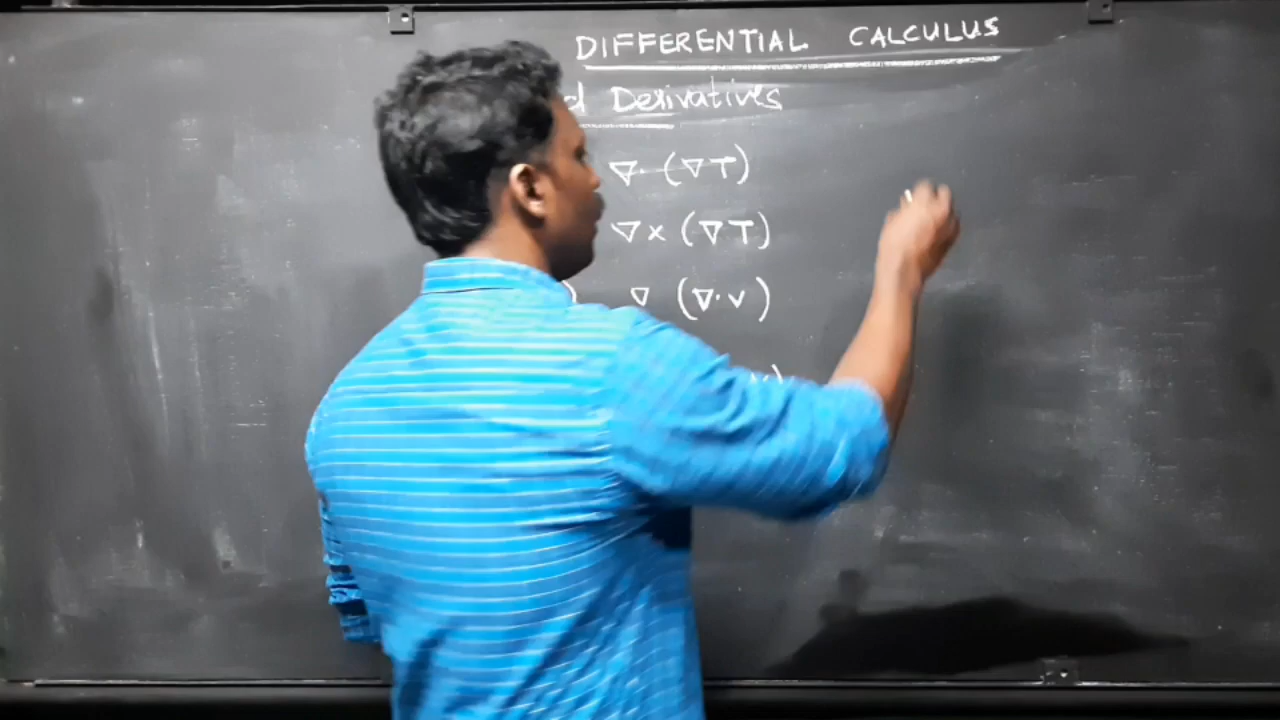 DIFFERENTIAL CALCULUS
d Derivatives
∇· (∇T)
∇ x (∇T)
) ∇ (∇·v)
)